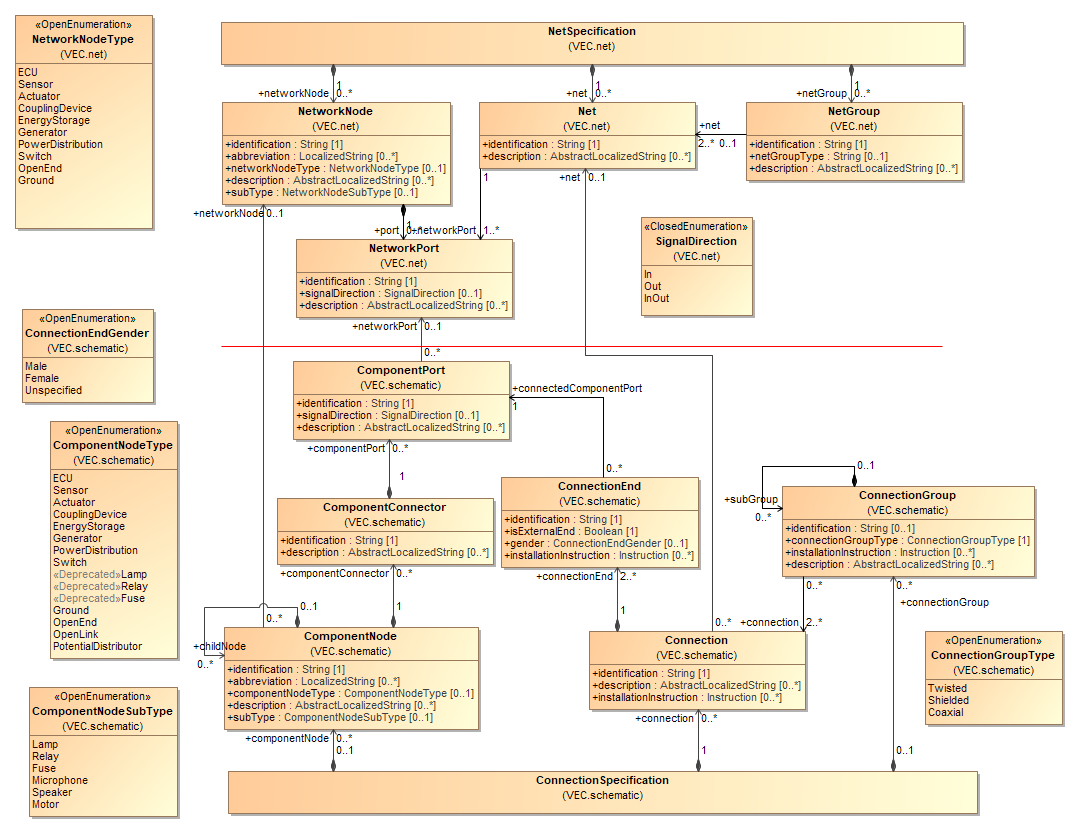 «OpenEnumeration»
NetworkNodeType
(VEC.net)
ECU
Sensor
Actuator
CouplingDevice
EnergyStorage
Generator
PowerDistribution
Switch
OpenEnd
Ground
NetSpecification
(VEC.net)
1
1
1
+networkNode
0..*
+net
0..*
+netGroup
0..*
NetworkNode
(VEC.net)
+identification : String [1]
+abbreviation : LocalizedString [0..*]
+networkNodeType : NetworkNodeType [0..1]
+description : AbstractLocalizedString [0..*]
+subType : NetworkNodeSubType [0..1]
Net
(VEC.net)
+identification : String [1]
+description : AbstractLocalizedString [0..*]
+net
2..*
0..1
NetGroup
(VEC.net)
+identification : String [1]
+netGroupType : String [0..1]
+description : AbstractLocalizedString [0..*]
+networkNode
0..1
1
+net
0..1
1
+port
0..*
+networkPort
1..*
«ClosedEnumeration»
SignalDirection
(VEC.net)
In
Out
InOut
NetworkPort
(VEC.net)
+identification : String [1]
+signalDirection : SignalDirection [0..1]
+description : AbstractLocalizedString [0..*]
+networkPort
0..1
0..*
«OpenEnumeration»
ConnectionEndGender
(VEC.schematic)
Male
Female
Unspecified
ComponentPort
(VEC.schematic)
+identification : String [1]
+signalDirection : SignalDirection [0..1]
+description : AbstractLocalizedString [0..*]
+connectedComponentPort
1
+componentPort
0..*
1
0..*
«OpenEnumeration»
ComponentNodeType
(VEC.schematic)
ECU
Sensor
Actuator
CouplingDevice
EnergyStorage
Generator
PowerDistribution
Switch
«Deprecated»Lamp
«Deprecated»Relay
«Deprecated»Fuse
Ground
OpenEnd
OpenLink
PotentialDistributor
ComponentConnector
(VEC.schematic)
+identification : String [1]
+description : AbstractLocalizedString [0..*]
+componentConnector
0..*
1
ConnectionEnd
(VEC.schematic)
+identification : String [1]
+isExternalEnd : Boolean [1]
+gender : ConnectionEndGender [0..1]
+installationInstruction : Instruction [0..*]
+connectionEnd
2..*
1
0..1
+subGroup
0..*
ConnectionGroup
(VEC.schematic)
+identification : String [0..1]
+connectionGroupType : ConnectionGroupType [1]
+installationInstruction : Instruction [0..*]
+description : AbstractLocalizedString [0..*]
0..*
0..*
+connectionGroup
0..1
0..*
+childNode
0..*
ComponentNode
(VEC.schematic)
+identification : String [1]
+abbreviation : LocalizedString [0..*]
+componentNodeType : ComponentNodeType [0..1]
+description : AbstractLocalizedString [0..*]
+subType : ComponentNodeSubType [0..1]
0..*
+connection
2..*
Connection
(VEC.schematic)
+identification : String [1]
+description : AbstractLocalizedString [0..*]
+installationInstruction : Instruction [0..*]
«OpenEnumeration»
ConnectionGroupType
(VEC.schematic)
Twisted
Shielded
Coaxial
«OpenEnumeration»
ComponentNodeSubType
(VEC.schematic)
Lamp
Relay
Fuse
Microphone
Speaker
Motor
+componentNode
0..*
0..1
+connection
0..*
1
0..1
ConnectionSpecification
(VEC.schematic)